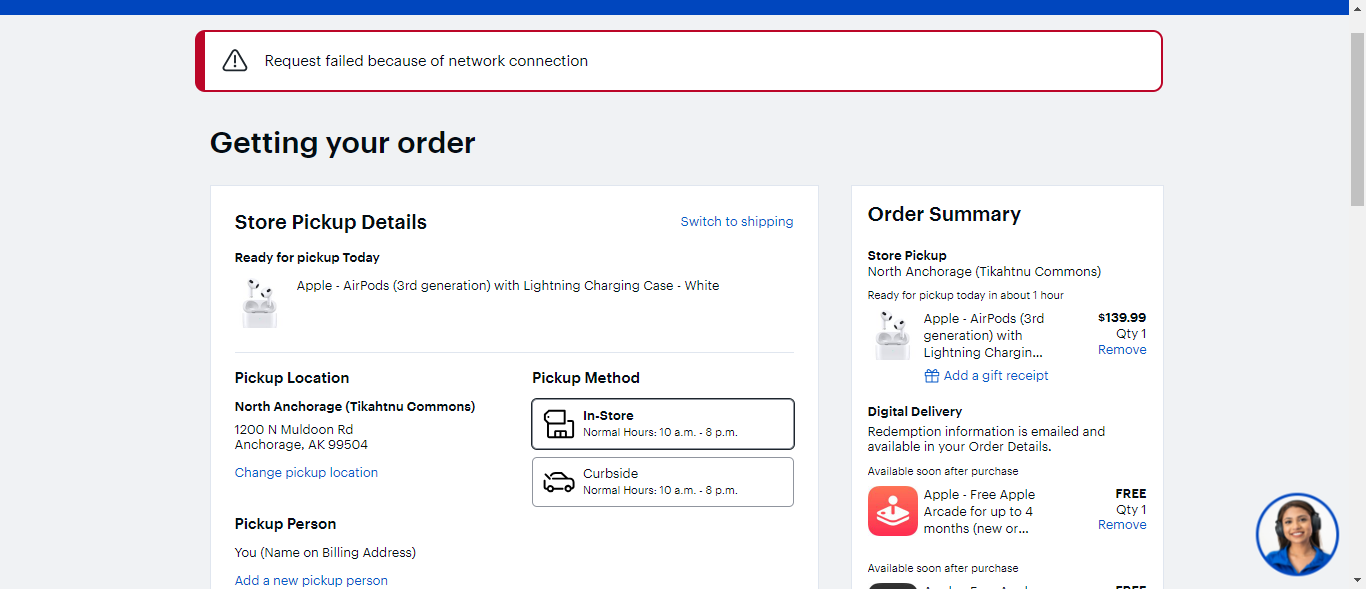 Request failed because of network connection
Getting your order
Store Pickup Details
Switch to shipping
Ready for pickup Today
Apple - AirPods (3rd generation) with Lightning Charging Case - White
Pickup Location
North Anchorage (Tikahtnu Commons)
1200 N Muldoon Rd
Anchorage, AK 99504
Change pickup location
Pickup Person
You (Name on Billing Address)
Add a new pickup person
Pickup Method
In-Store
Normal Hours: 10 a.m. - 8 p.m.
Curbside
Normal Hours: 10 a.m. - 8 p.m.
Order Summary
Store Pickup
North Anchorage (Tikahtnu Commons)
Ready for pickup today in about 1 hour
Apple - AirPods (3rd
generation) with
Lightning Chargin...
$139.99
Qty 1
Remove
Add a gift receipt
Digital Delivery
Redemption information is emailed and
available in your Order Details.
Available soon after purchase
Apple - Free Apple
Arcade for up to 4
months (new or...
FREE
Qty 1
Remove
Available soon after purchase
FREE